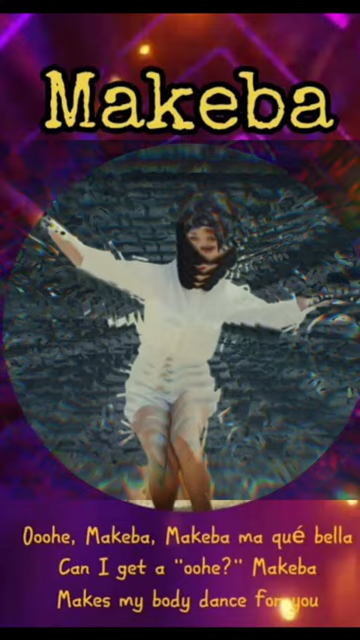 Makeba
Ooohe, Makeba, Makeba ma qué bella
Can I get a "oohe?" Makeba
Makes my body dance for you